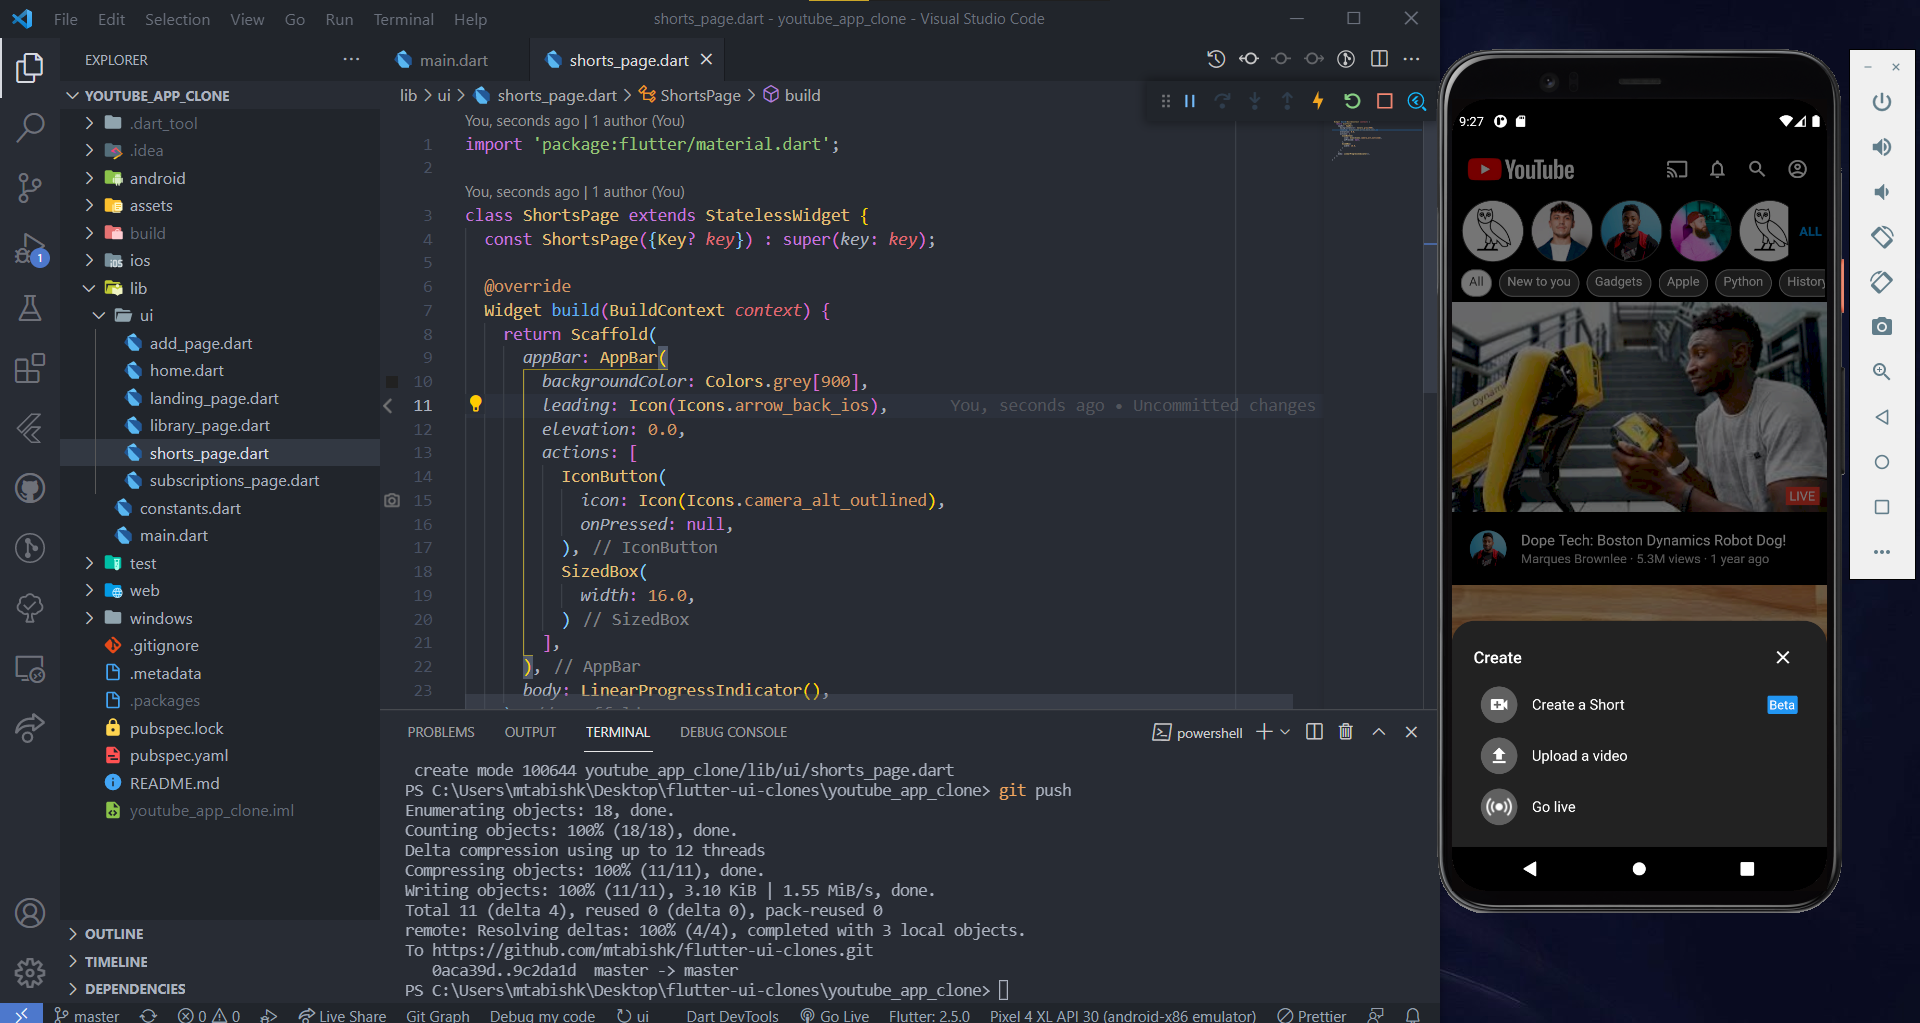 File Edit Selection View Go Run Terminal Help
shorts_page.dart - youtube_app_clone - Visual Studio Code
EXPLORER
YOUTUBE_APP_CLONE
.dart_tool
.idea
android
assets
build
ios
lib
ui
add_page.dart
home.dart
landing_page.dart
library_page.dart
shorts_page.dart
subscriptions_page.dart
constants.dart
main.dart
test
web
windows
.gitignore
.metadata
.packages
pubspec.lock
pubspec.yaml
README.md
youtube_app_clone.iml
OUTLINE
TIMELINE
DEPENDENCIES
1
main.dart
shorts_page.dart
lib > ui > shorts_page.dart > ShortsPage > build
You, seconds ago | 1 author (You)
1 import 'package:flutter/material.dart';
2
You, seconds ago | 1 author (You)
3 class ShortsPage extends StatelessWidget {
4 const ShortsPage({Key? key}) : super(key: key);
5
6 @override
7 Widget build(BuildContext context) {
8 return Scaffold(
9 appBar: AppBar(
10 backgroundColor: Colors.grey[900],
11 leading: Icon(Icons.arrow_back_ios), You, seconds ago • Uncommitted changes
12 elevation: 0.0,
13 actions: [
14 IconButton(
15 icon: Icon(Icons.camera_alt_outlined),
16 onPressed: null,
17 ), // IconButton
18 SizedBox(
19 width: 16.0,
20 ) // SizedBox
21 ],
22 ), // AppBar
23 body: LinearProgressIndicator(),
PROBLEMS OUTPUT TERMINAL DEBUG CONSOLE
powershell
create mode 100644 youtube_app_clone/lib/ui/shorts_page.dart
PS C:\Users\mtabishk\Desktop\flutter-ui-clones\youtube_app_clone> git push
Enumerating objects: 18, done.
Counting objects: 100% (18/18), done.
Delta compression using up to 12 threads
Compressing objects: 100% (11/11), done.
Writing objects: 100% (11/11), 3.10 KiB | 1.55 MiB/s, done.
Total 11 (delta 4), reused 0 (delta 0), pack-reused 0
remote: Resolving deltas: 100% (4/4), completed with 3 local objects.
To https://github.com/mtabishk/flutter-ui-clones.git
0aca39d..9c2da1d master -> master
PS C:\Users\mtabishk\Desktop\flutter-ui-clones\youtube_app_clone>
master 0 0 Live Share Git Graph Debug my code ui Dart DevTools Go Live Flutter: 2.5.0 Pixel 4 XL API 30 (android-x86 emulator) Prettier
9:27
YouTube
ALL
All New to you Gadgets Apple Python History
LIVE
Dope Tech: Boston Dynamics Robot Dog!
Marques Brownlee · 5.3M views · 1 year ago
Create
Create a Short
Beta
Upload a video
Go live